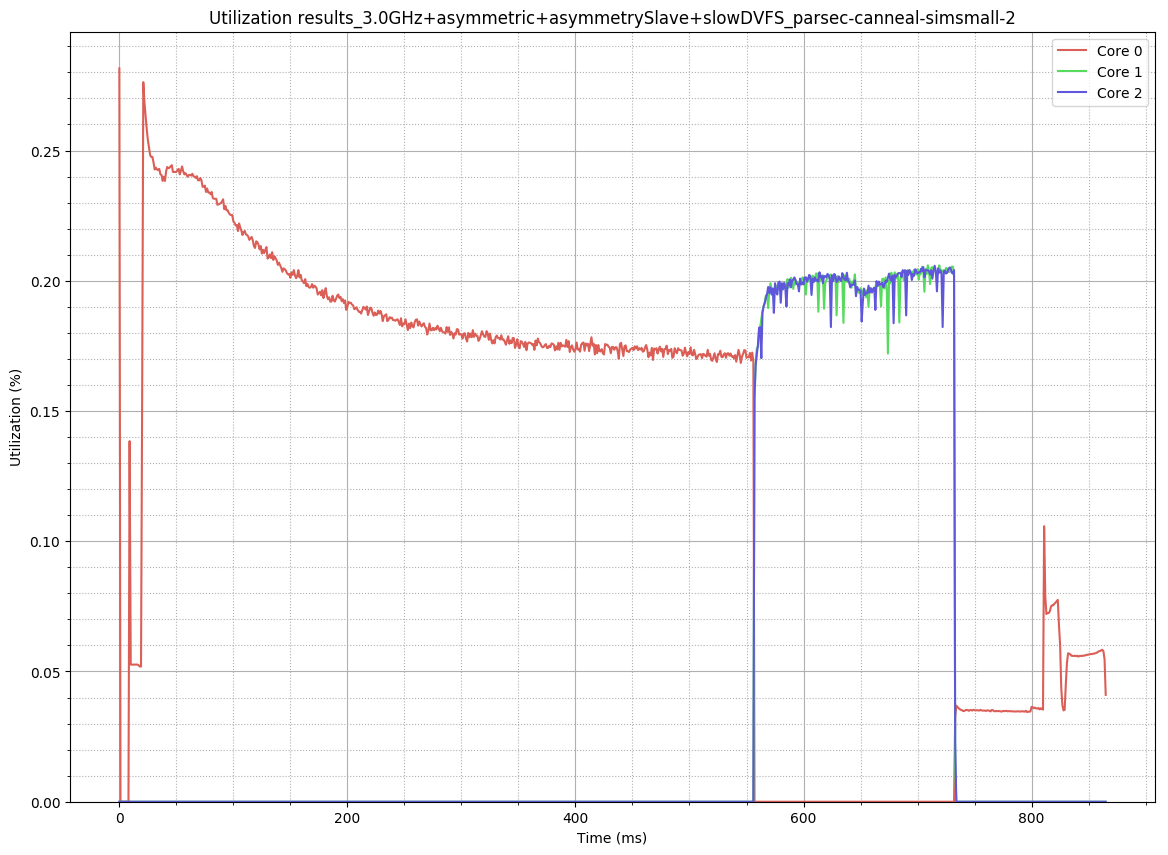 Utilization results_3.0GHz+asymmetric+asymmetrySlave+slowDVFS_parsec-canneal-simsmall-2
Core 0
Core 1
Core 2
Utilization (%)
0.25
0.20
0.15
0.10
0.05
0.00
0
200
400
600
800
Time (ms)